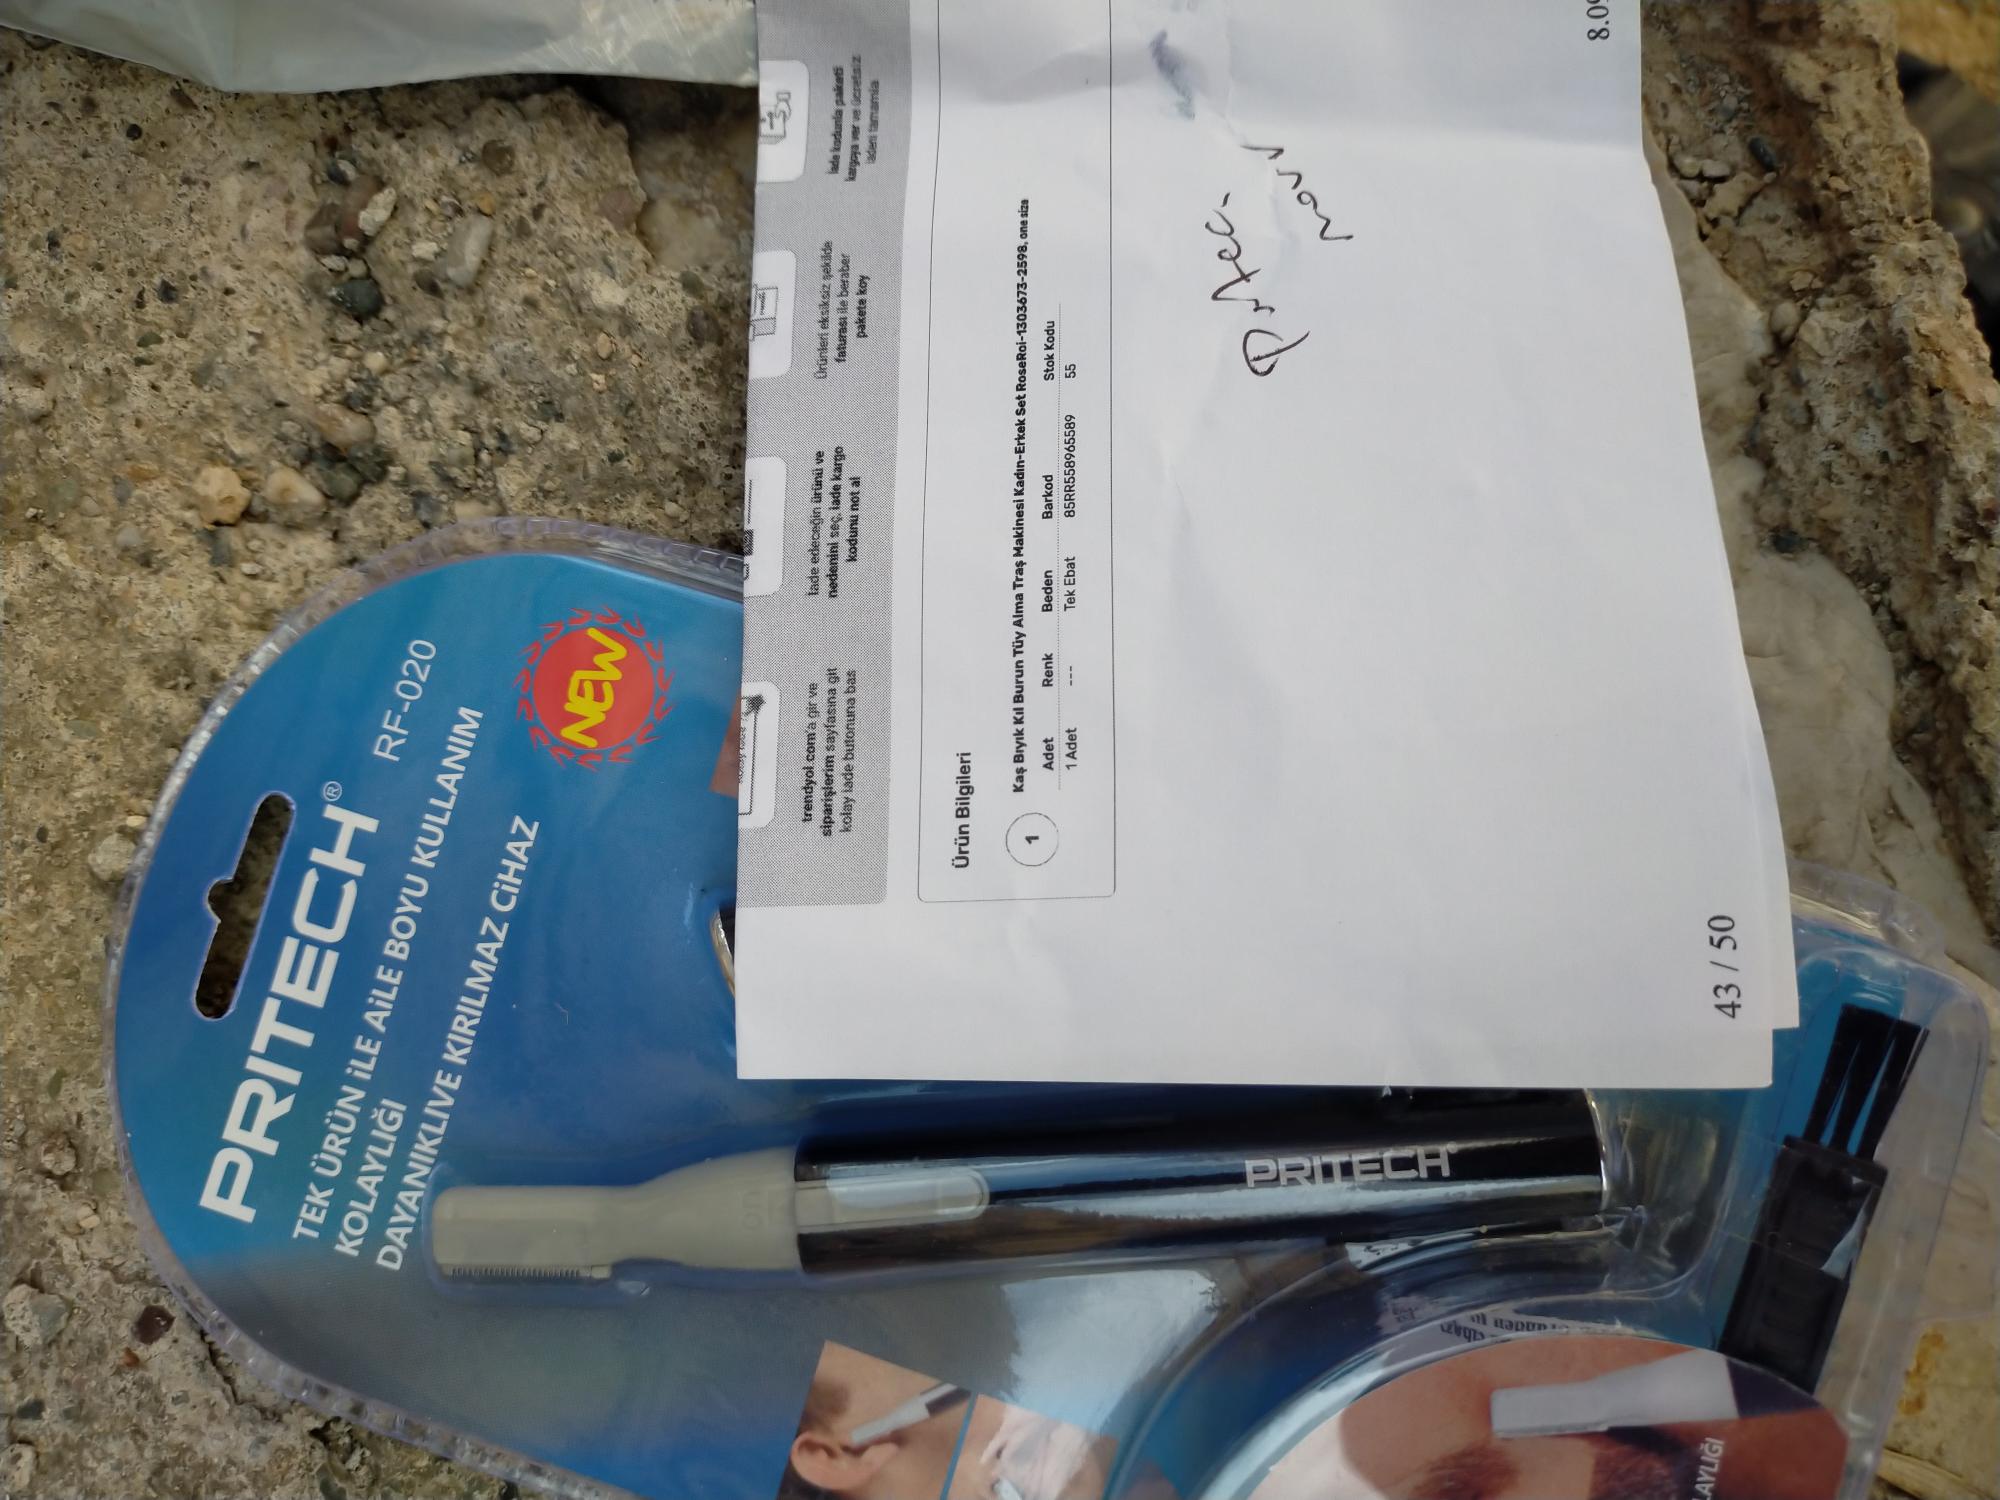 PRITECH®
RF-020
TEK ÜRÜN İLE AİLE BOYU KULLANIM
KOLAYLIĞI
DAYANIKLIVE KIRILMAZ CİHAZ
NEW
ON
PRITECH
LAYLIĞI
trendyol.com'a gir ve
siparişlerim sayfasına git
kolay iade butonuna bas
İade edeceğin ürünü ve
nedenini seç, iade kargo
kodunu not al
Ürünleri eksiksiz şekilde
faturası ile beraber
pakete koy
İade kodunla paketi
kargoya ver ve ücretsiz
iadeni tamamla
Ürün Bilgileri
1
Kaş Bıyık Kıl Burun Tüy Alma Traş Makinesi Kadın-Erkek Set RoseRoi-1303673-2598, one size
Adet Renk Beden Barkod Stok Kodu
1 Adet --- Tek Ebat 85RR558965589 55
43 / 50
8.09